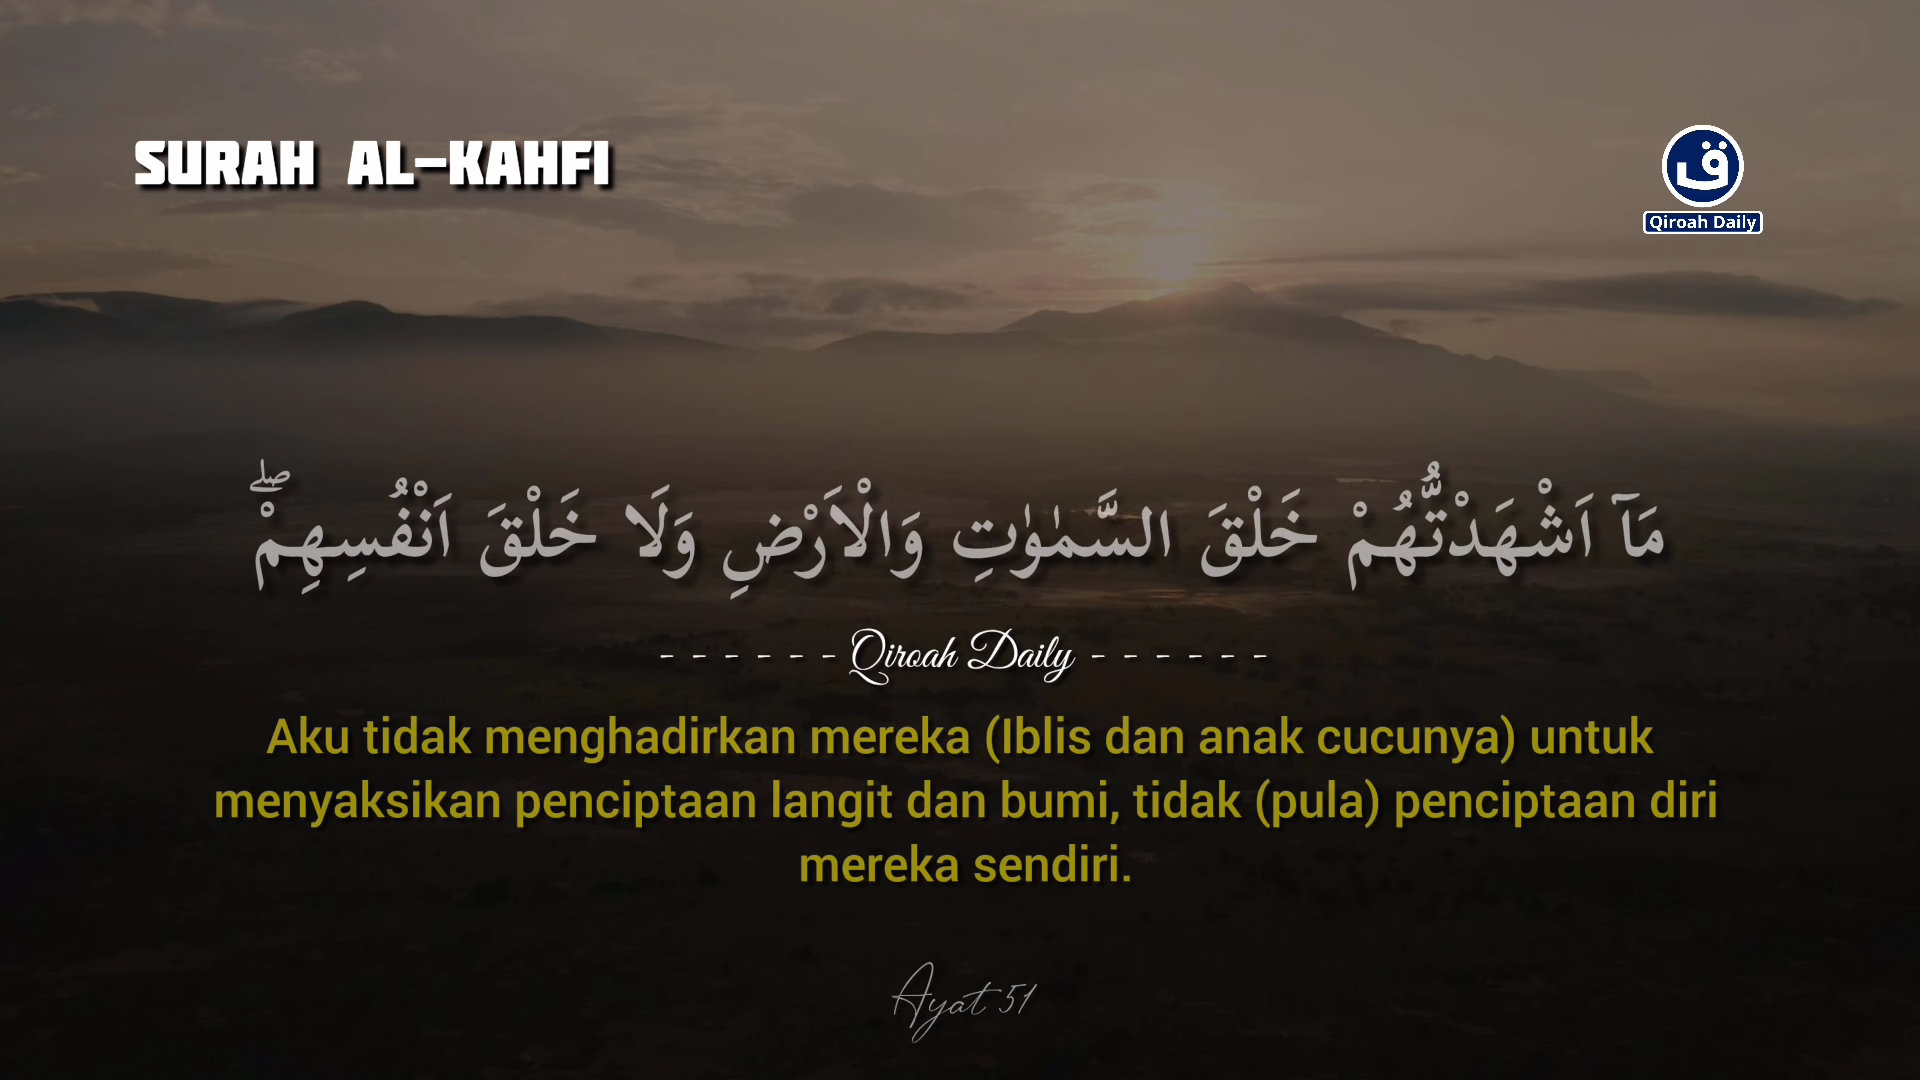 SURAH AL-KAHFI
ق
Qiroah Daily
مَآ اَشْهَدْتُّهُمْ خَلْقَ السَّمٰوٰتِ وَالْاَرْضِ وَلَا خَلْقَ اَنْفُسِهِمْۖ
- - - - - - Qiroah Daily - - - - - -
Aku tidak menghadirkan mereka (Iblis dan anak cucunya) untuk
menyaksikan penciptaan langit dan bumi, tidak (pula) penciptaan diri
mereka sendiri.
Ayat 51